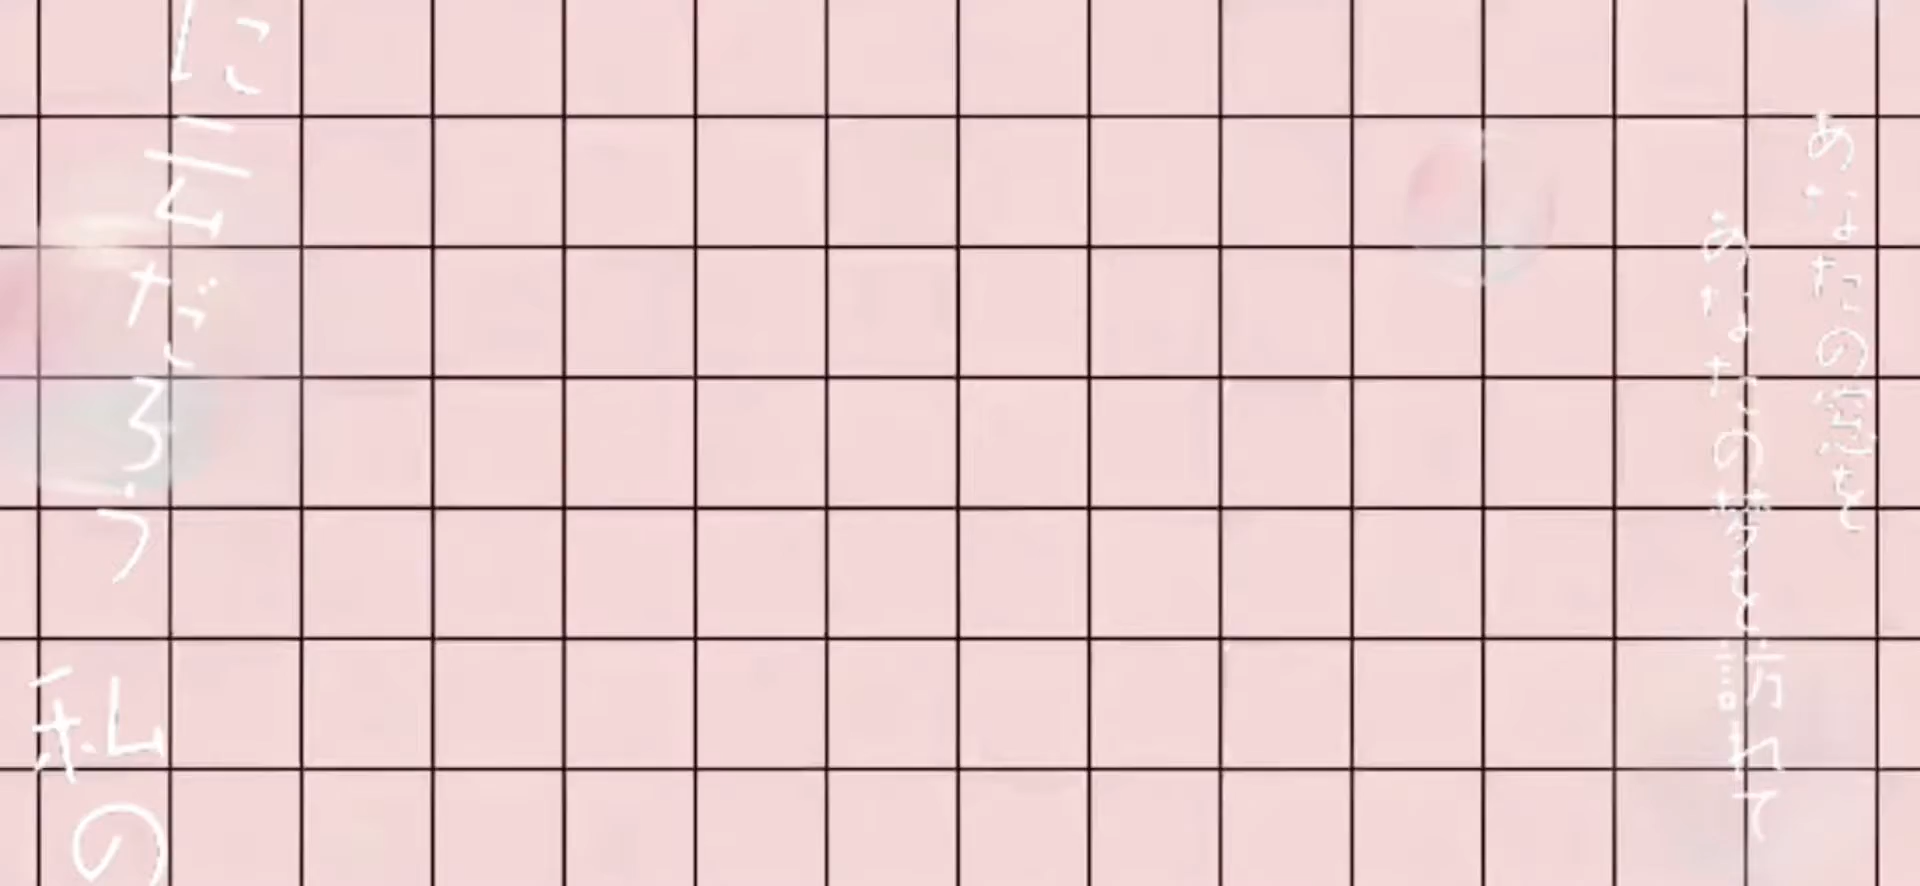 あなたの窓を
あなたの夢を訪れて
に云だろう
私の